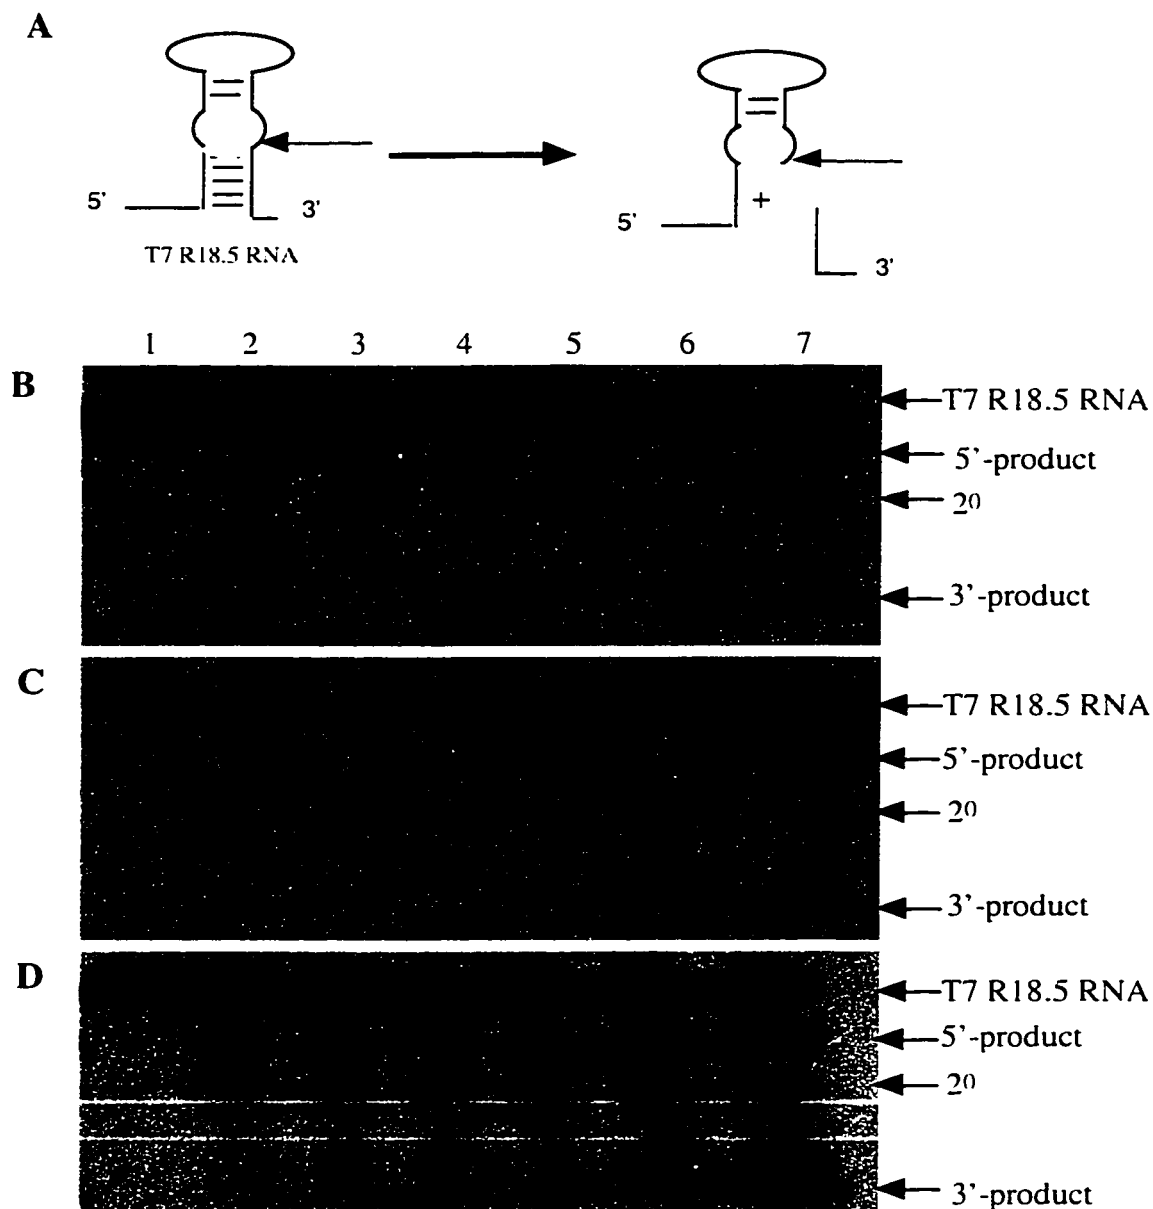 A
5'
3'
T7 R18.5 RNA
+
5'
3'
1 2 3 4 5 6 7
B
T7 R18.5 RNA
5'-product
2⁰
3'-product
C
T7 R18.5 RNA
5'-product
2⁰
3'-product
D
T7 R18.5 RNA
5'-product
2⁰
3'-product